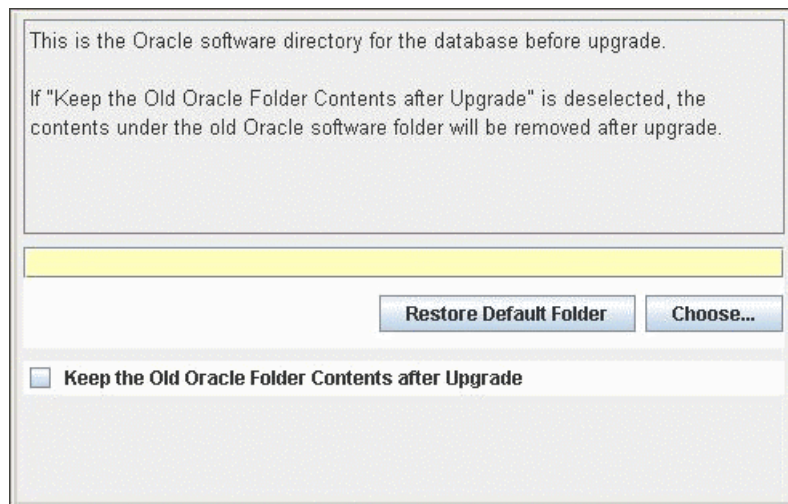 This is the Oracle software directory for the database before upgrade.
If "Keep the Old Oracle Folder Contents after Upgrade" is deselected, the
contents under the old Oracle software folder will be removed after upgrade.
Restore Default Folder
Choose...
Keep the Old Oracle Folder Contents after Upgrade